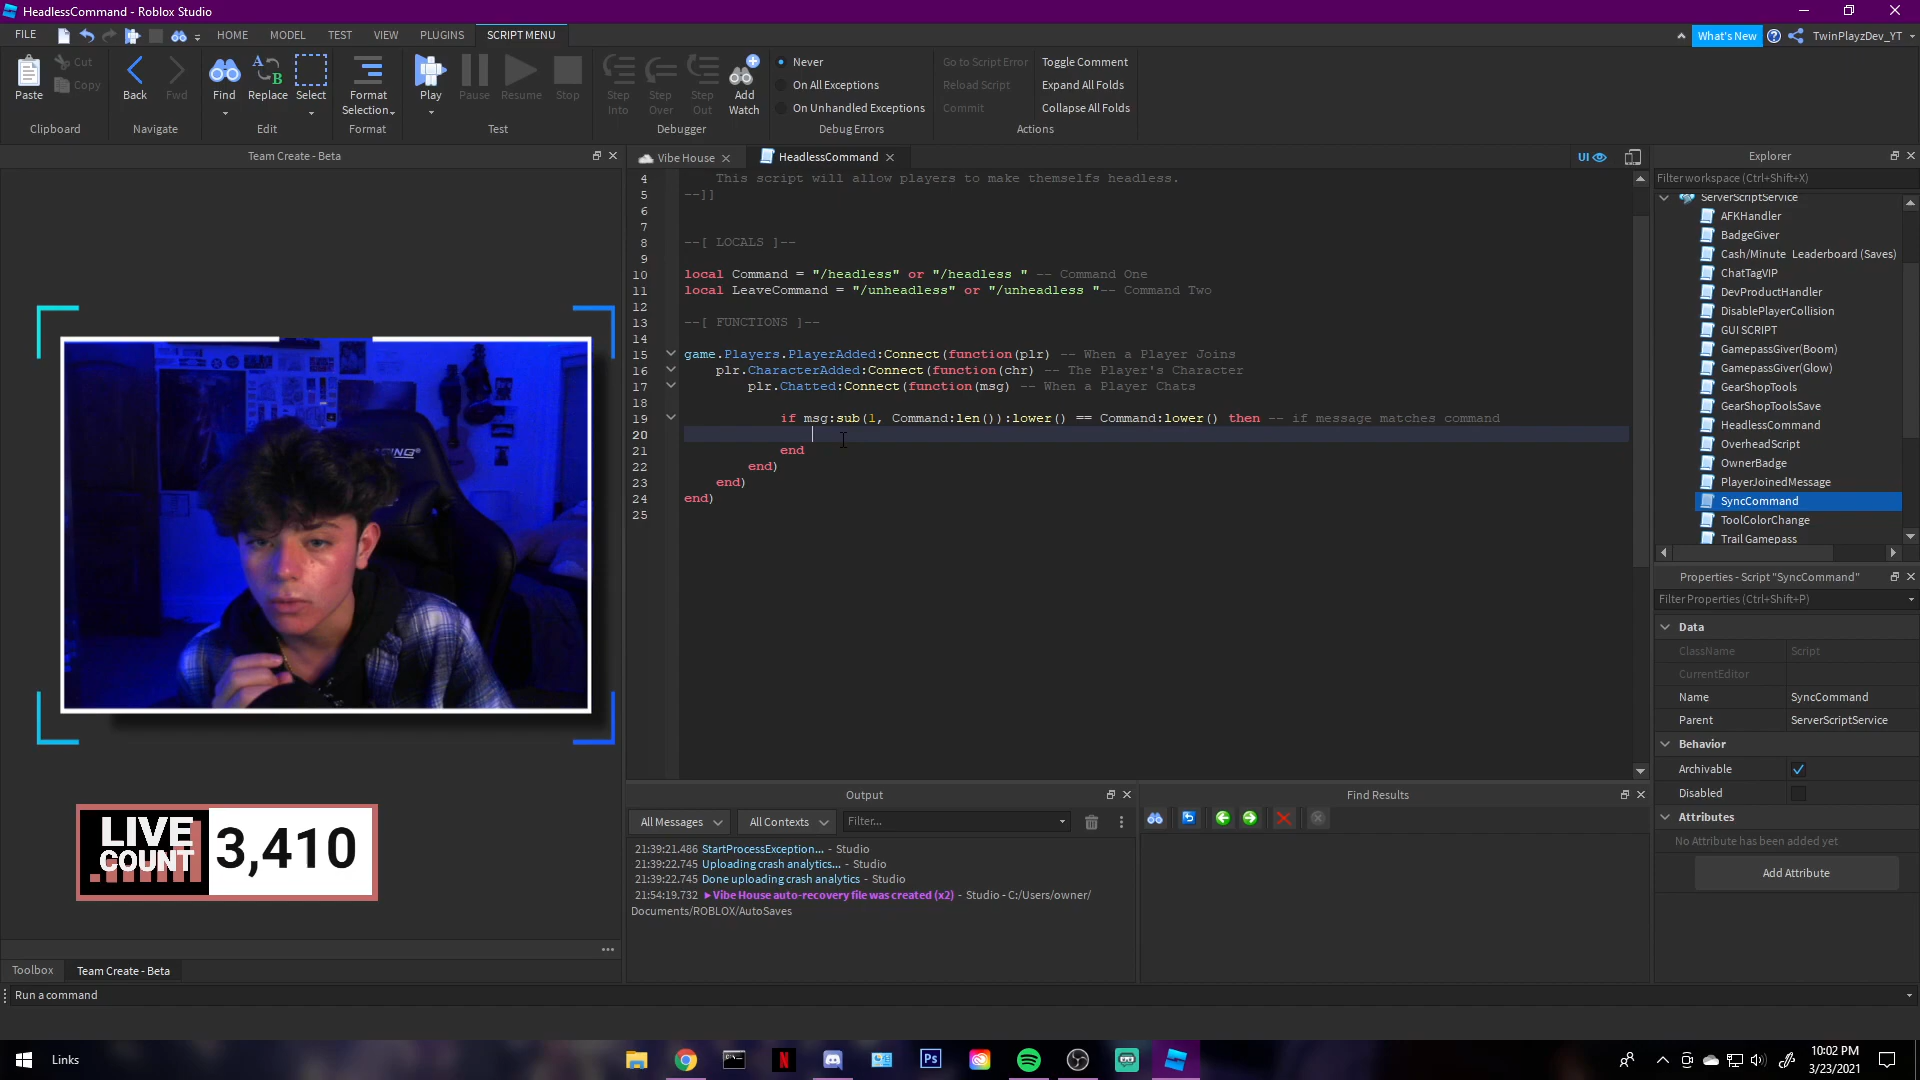 HeadlessCommand - Roblox Studio
FILE
HOME
MODEL
TEST
VIEW
PLUGINS
SCRIPT MENU
What's New
TwinPlayzDev_YT
Paste
Cut
Copy
Clipboard
Back
Fwd
Navigate
Find
Replace
Select
Edit
Format
Selection
Format
Play
Pause
Resume
Stop
Test
Step
Into
Step
Over
Step
Out
Add
Watch
Debugger
Never
On All Exceptions
On Unhandled Exceptions
Debug Errors
Go to Script Error
Reload Script
Commit
Toggle Comment
Expand All Folds
Collapse All Folds
Actions
Team Create - Beta
LIVE
COUNT
3,410
Toolbox
Team Create - Beta
Vibe House
HeadlessCommand
UI
4 This script will allow players to make themselfs headless.
5 --]]
6
7
8 --[ LOCALS ]--
9
10 local Command = "/headless" or "/headless " -- Command One
11 local LeaveCommand = "/unheadless" or "/unheadless "-- Command Two
12
13 --[ FUNCTIONS ]--
14
15 game.Players.PlayerAdded:Connect(function(plr) -- When a Player Joins
16 plr.CharacterAdded:Connect(function(chr) -- The Player's Character
17 plr.Chatted:Connect(function(msg) -- When a Player Chats
18
19 if msg:sub(1, Command:len()):lower() == Command:lower() then -- if message matches command
20
21 end
22 end)
23 end)
24 end)
25
Output
All Messages
All Contexts
Filter...
21:39:21.486 StartProcessException... - Studio
21:39:22.745 Uploading crash analytics... - Studio
21:39:22.745 Done uploading crash analytics - Studio
21:54:19.732 Vibe House auto-recovery file was created (x2) - Studio - C:/Users/owner/
Documents/ROBLOX/AutoSaves
Find Results
Explorer
Filter workspace (Ctrl+Shift+X)
ServerScriptService
AFKHandler
BadgeGiver
Cash/Minute Leaderboard (Saves)
ChatTagVIP
DevProductHandler
DisablePlayerCollision
GUI SCRIPT
GamepassGiver(Boom)
GamepassGiver(Glow)
GearShopTools
GearShopToolsSave
HeadlessCommand
OverheadScript
OwnerBadge
PlayerJoinedMessage
SyncCommand
ToolColorChange
Trail Gamepass
Properties - Script "SyncCommand"
Filter Properties (Ctrl+Shift+P)
Data
ClassName Script
CurrentEditor
Name SyncCommand
Parent ServerScriptService
Behavior
Archivable
Disabled
Attributes
No Attribute has been added yet
Add Attribute
Run a command
Links
N
Ps
10:02 PM
3/23/2021